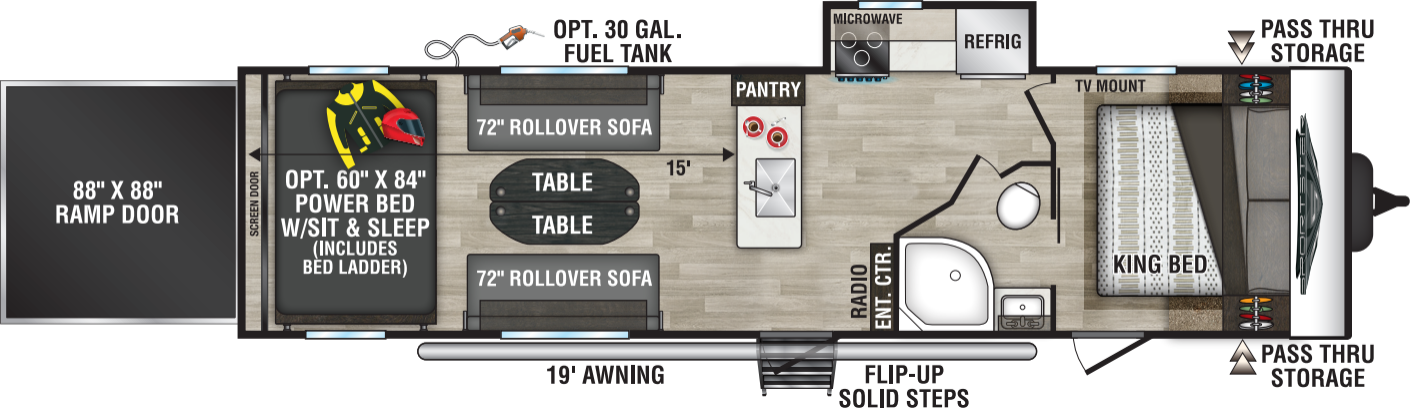 OPT. 30 GAL.
FUEL TANK
MICROWAVE
REFRIG
PASS THRU
STORAGE
88" X 88"
RAMP DOOR
SCREEN DOOR
OPT. 60" X 84"
POWER BED
W/SIT & SLEEP
(INCLUDES
BED LADDER)
72" ROLLOVER SOFA
15'
TABLE
TABLE
72" ROLLOVER SOFA
PANTRY
TV MOUNT
KING BED
RADIO
ENT. CTR.
19' AWNING
FLIP-UP
SOLID STEPS
PASS THRU
STORAGE